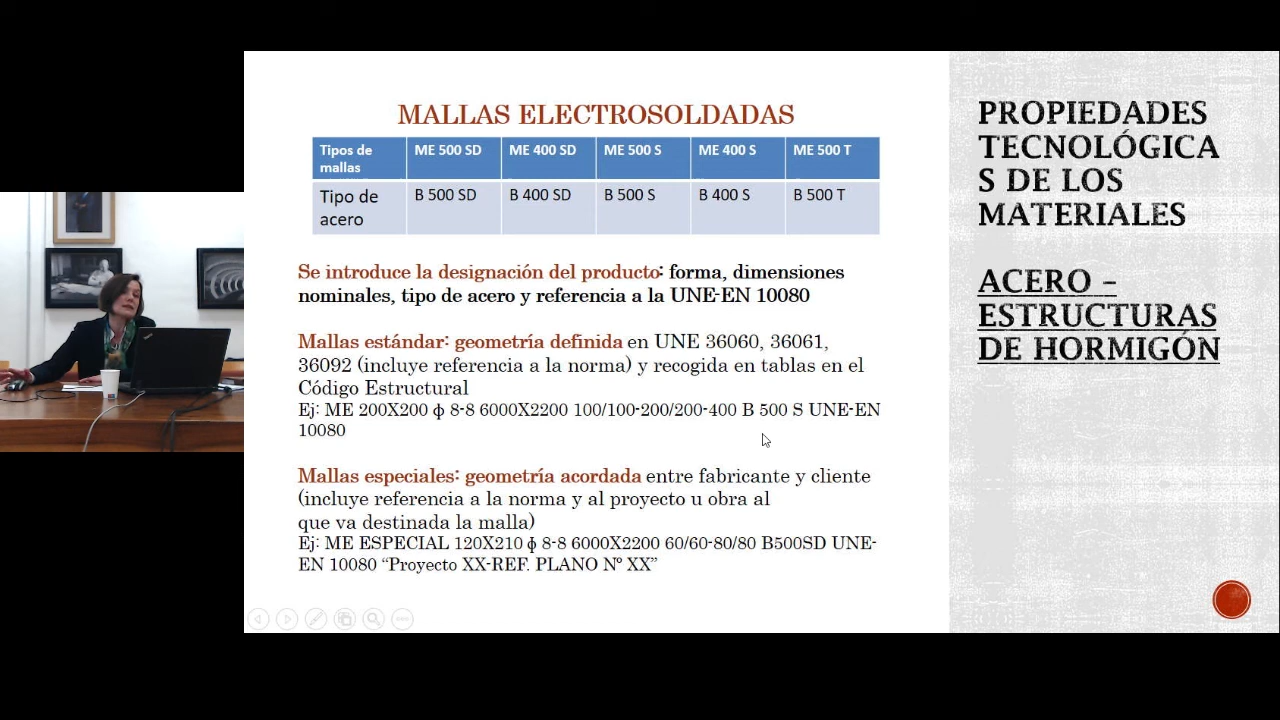 MALLAS ELECTROSOLDADAS
Tipos de mallas ME 500 SD ME 400 SD ME 500 S ME 400 S ME 500 T
Tipo de acero B 500 SD B 400 SD B 500 S B 400 S B 500 T
Se introduce la designación del producto: forma, dimensiones
nominales, tipo de acero y referencia a la UNE-EN 10080
Mallas estándar: geometría definida en UNE 36060, 36061,
36092 (incluye referencia a la norma) y recogida en tablas en el
Código Estructural
Ej: ME 200X200 ϕ 8-8 6000X2200 100/100-200/200-400 B 500 S UNE-EN
10080
Mallas especiales: geometría acordada entre fabricante y cliente
(incluye referencia a la norma y al proyecto u obra al
que va destinada la malla)
Ej: ME ESPECIAL 120X210 ϕ 8-8 6000X2200 60/60-80/80 B500SD UNE-
EN 10080 “Proyecto XX-REF. PLANO Nº XX”
PROPIEDADES
TECNOLÓGICA
S DE LOS
MATERIALES
ACERO –
ESTRUCTURAS
DE HORMIGÓN